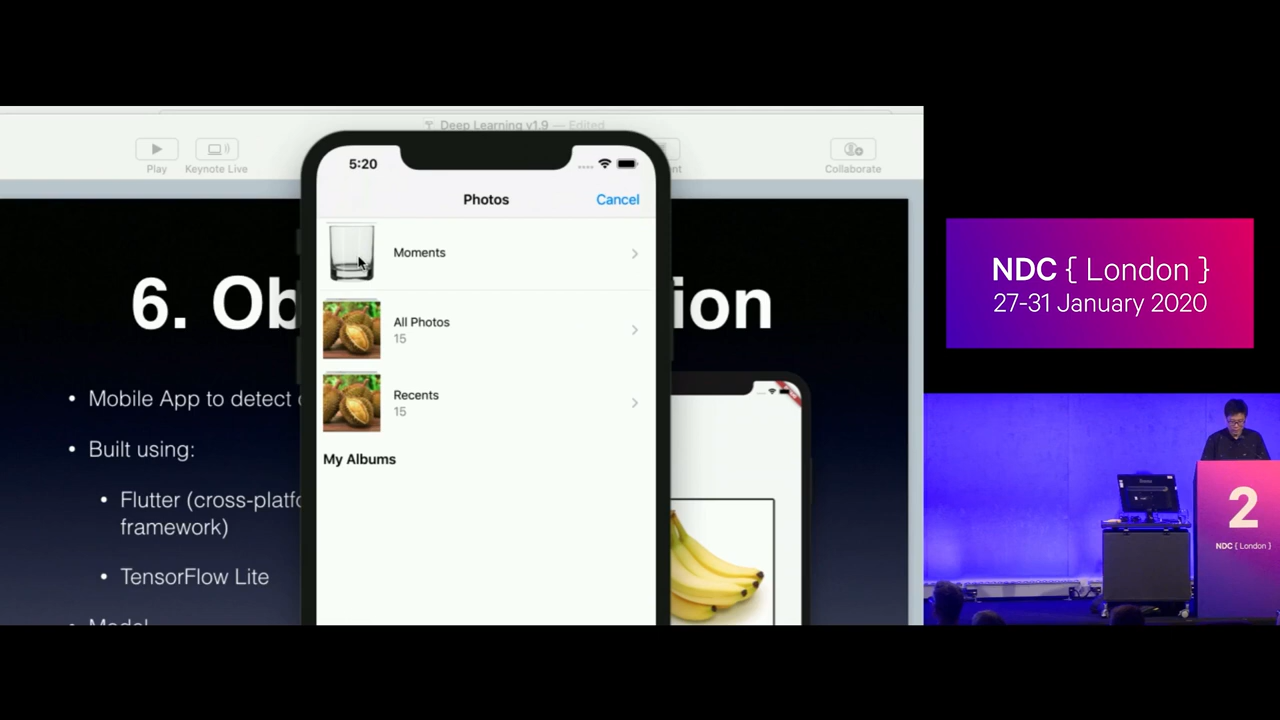 Deep Learning v1.9 — Edited
Play
Keynote Live
Collaborate
5:20
Photos
Cancel
Moments
All Photos
15
Recents
15
My Albums
6. Ob
ion
• Mobile App to detect
• Built using:
• Flutter (cross-platfo
framework)
• TensorFlow Lite
NDC { London }
27-31 January 2020
2
NDC { London }